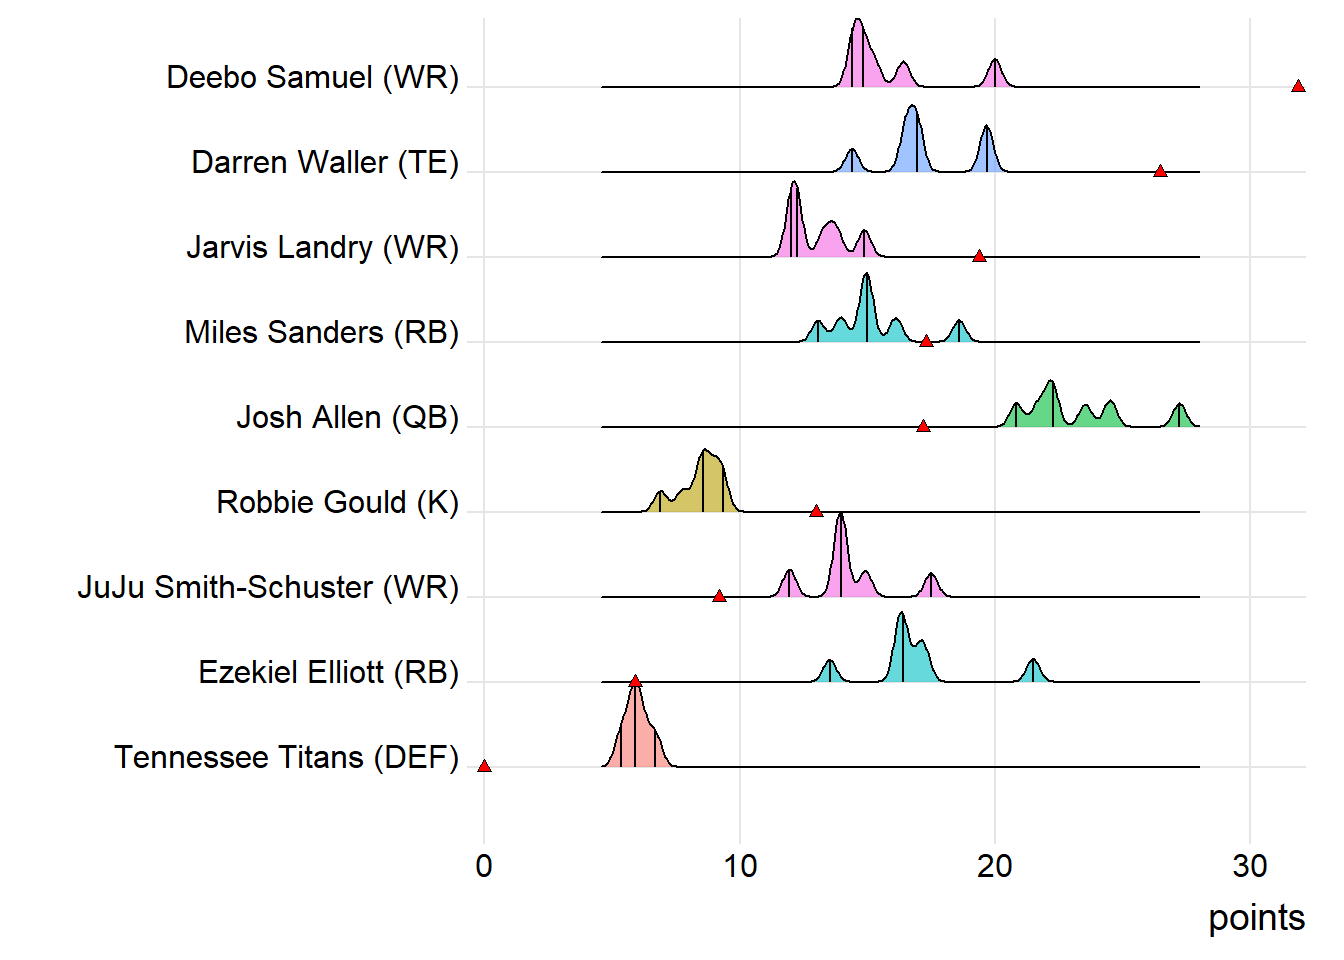 Deebo Samuel (WR)
Darren Waller (TE)
Jarvis Landry (WR)
Miles Sanders (RB)
Josh Allen (QB)
Robbie Gould (K)
JuJu Smith-Schuster (WR)
Ezekiel Elliott (RB)
Tennessee Titans (DEF)
0 10 20 30
points